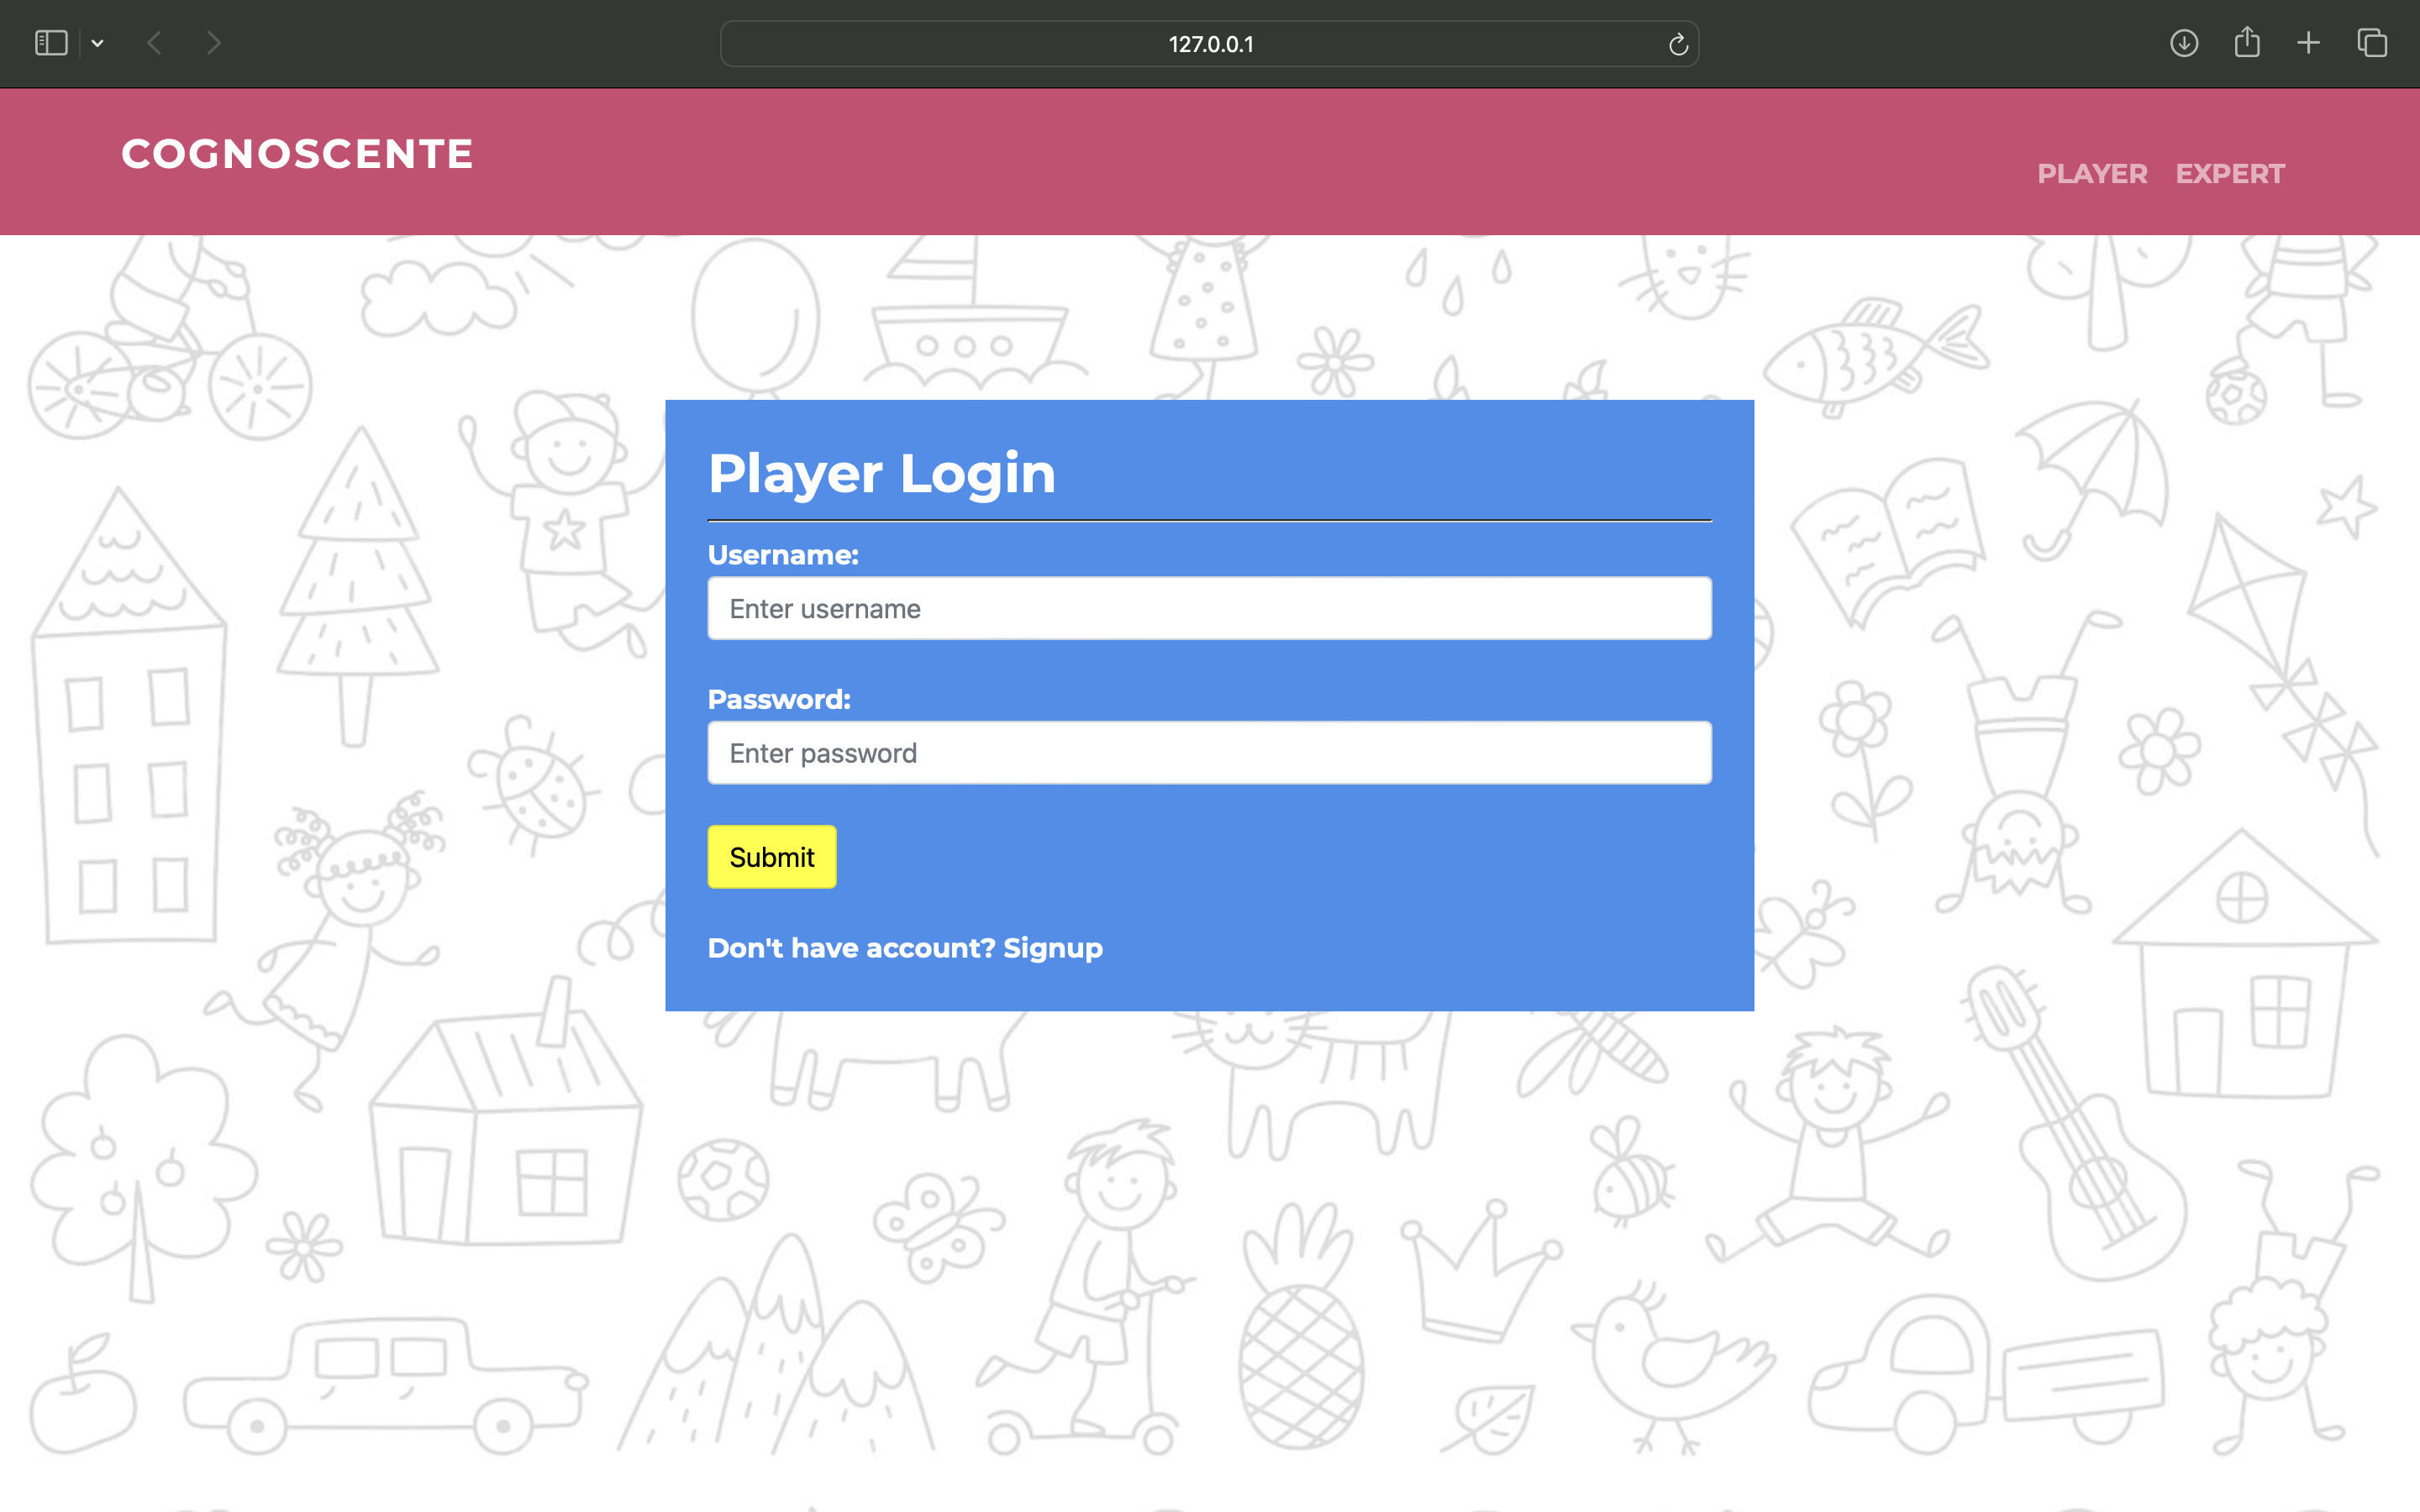 127.0.0.1
COGNOSCENTE
PLAYER EXPERT
Player Login
Username:
Enter username
Password:
Enter password
Submit
Don't have account? Signup